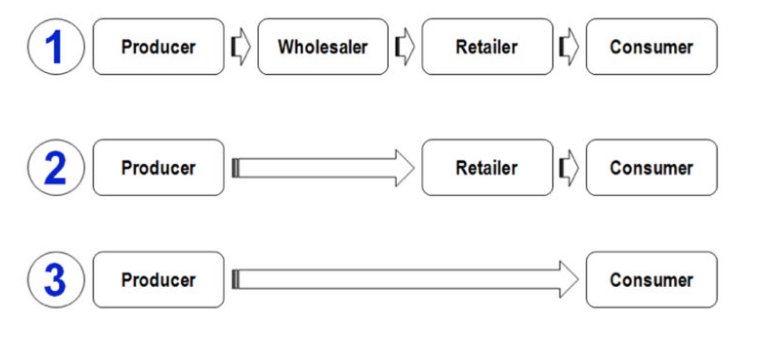 1 Producer Wholesaler Retailer Consumer
2 Producer Retailer Consumer
3 Producer Consumer